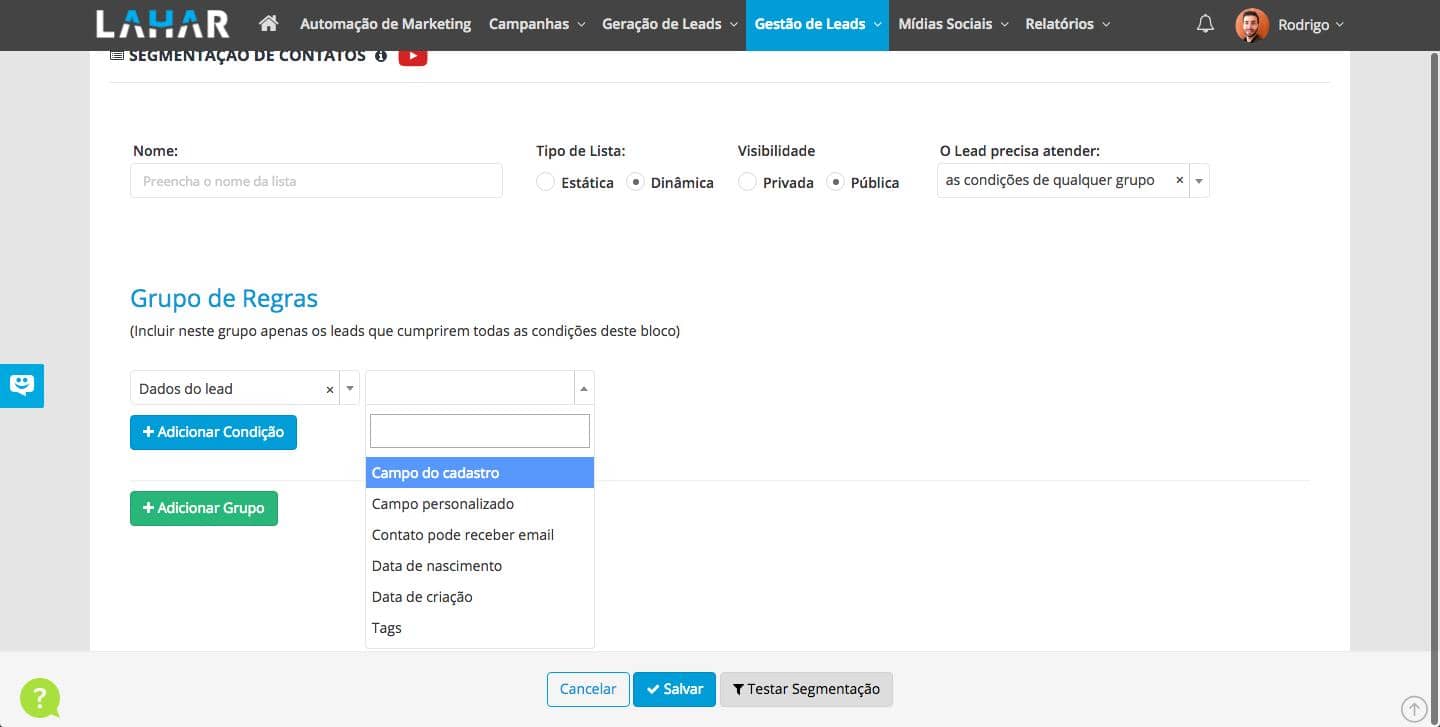 LAHAR Automação de Marketing Campanhas Geração de Leads Gestão de Leads Mídias Sociais Relatórios Rodrigo
SEGMENTAÇÃO DE CONTATOS
Nome: Tipo de Lista: Visibilidade O Lead precisa atender:
Preencha o nome da lista Estática Dinâmica Privada Pública as condições de qualquer grupo ×
Grupo de Regras
(Incluir neste grupo apenas os leads que cumprirem todas as condições deste bloco)
Dados do lead ×
+ Adicionar Condição
Campo do cadastro
Campo personalizado
+ Adicionar Grupo
Contato pode receber email
Data de nascimento
Data de criação
Tags
Cancelar Salvar Testar Segmentação
?